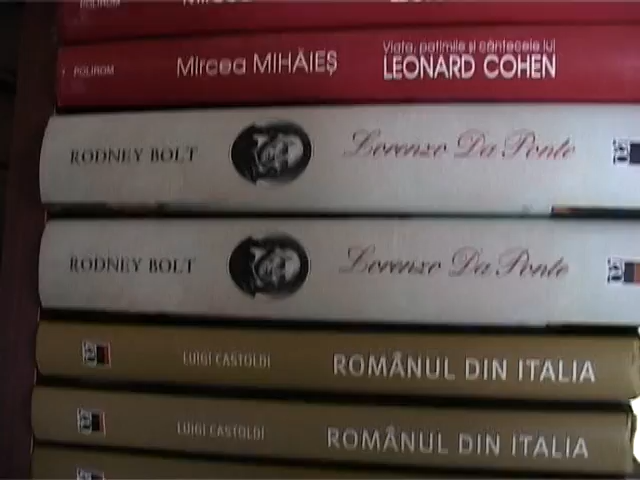 POLIROM
Mircea MIHĂIEȘ
Viața, patimile și cântecele lui
LEONARD COHEN
RODNEY BOLT
Lorenzo Da Ponte
RODNEY BOLT
Lorenzo Da Ponte
LUIGI CASTOLDI
ROMÂNUL DIN ITALIA
LUIGI CASTOLDI
ROMÂNUL DIN ITALIA